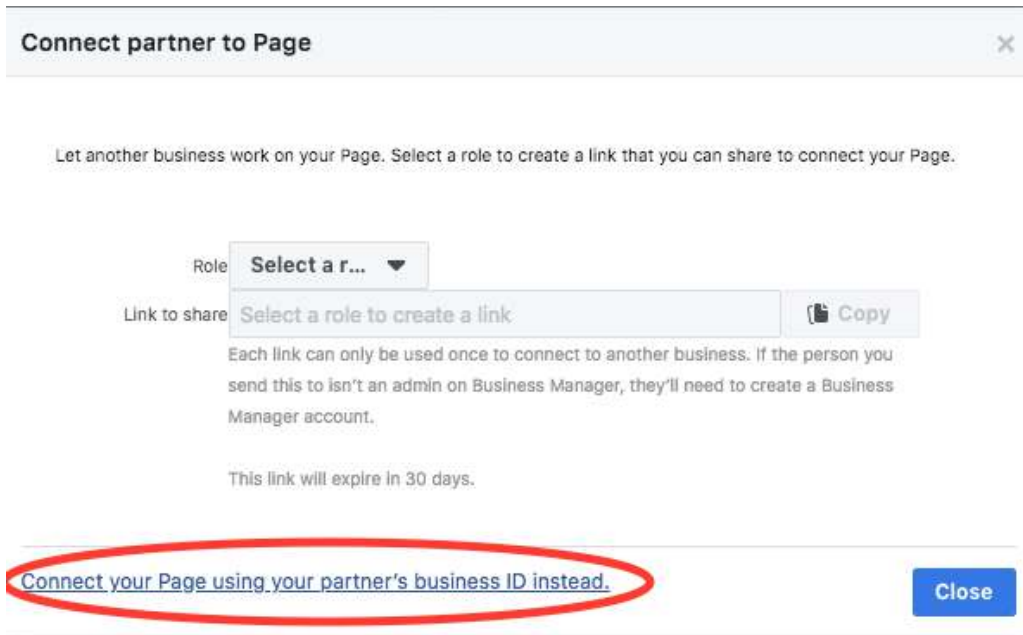 Connect partner to Page
Let another business work on your Page. Select a role to create a link that you can share to connect your Page.
Role Select a r...
Link to share Select a role to create a link Copy
Each link can only be used once to connect to another business. If the person you
send this to isn't an admin on Business Manager, they'll need to create a Business
Manager account.
This link will expire in 30 days.
Connect your Page using your partner's business ID instead.
Close